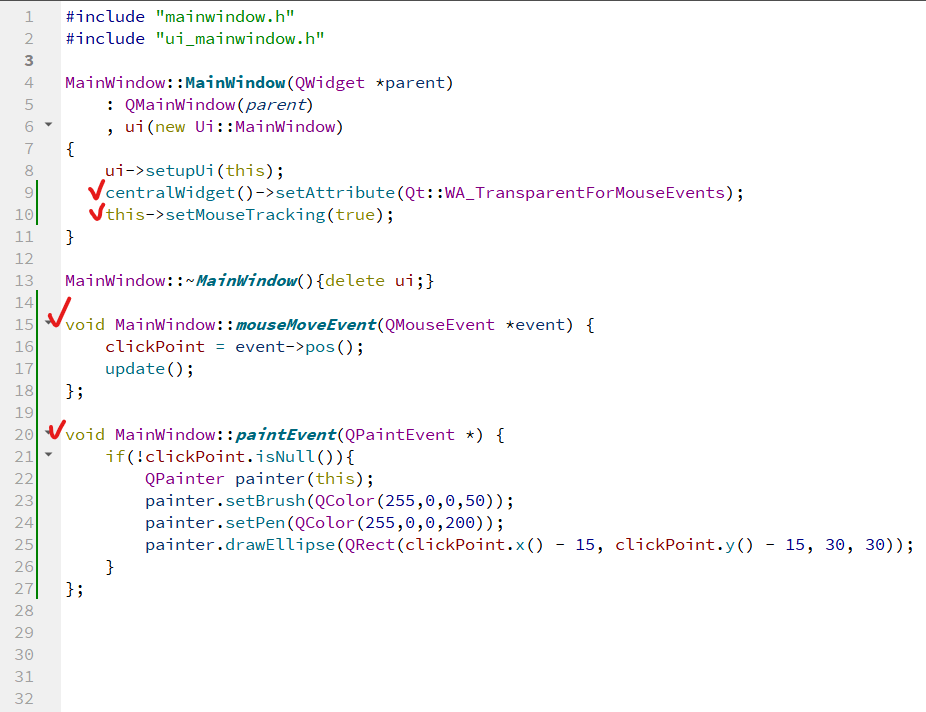 1 #include "mainwindow.h"
2 #include "ui_mainwindow.h"
3
4 MainWindow::MainWindow(QWidget *parent)
5     : QMainWindow(parent)
6     , ui(new Ui::MainWindow)
7 {
8     ui->setupUi(this);
9     centralWidget()->setAttribute(Qt::WA_TransparentForMouseEvents);
10     this->setMouseTracking(true);
11 }
12
13 MainWindow::~MainWindow(){delete ui;}
14
15 void MainWindow::mouseMoveEvent(QMouseEvent *event) {
16     clickPoint = event->pos();
17     update();
18 };
19
20 void MainWindow::paintEvent(QPaintEvent *) {
21     if(!clickPoint.isNull()){
22         QPainter painter(this);
23         painter.setBrush(QColor(255,0,0,50));
24         painter.setPen(QColor(255,0,0,200));
25         painter.drawEllipse(QRect(clickPoint.x() - 15, clickPoint.y() - 15, 30, 30));
26     }
27 };
28
29
30
31
32